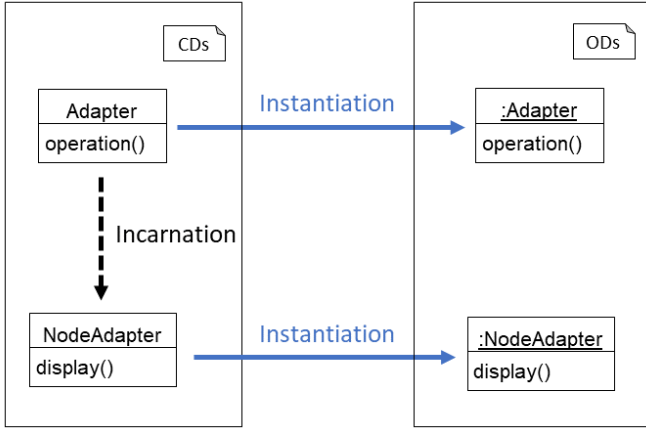 CDs
ODs
Instantiation
Adapter
operation()
:Adapter
operation()
Incarnation
Instantiation
NodeAdapter
display()
:NodeAdapter
display()